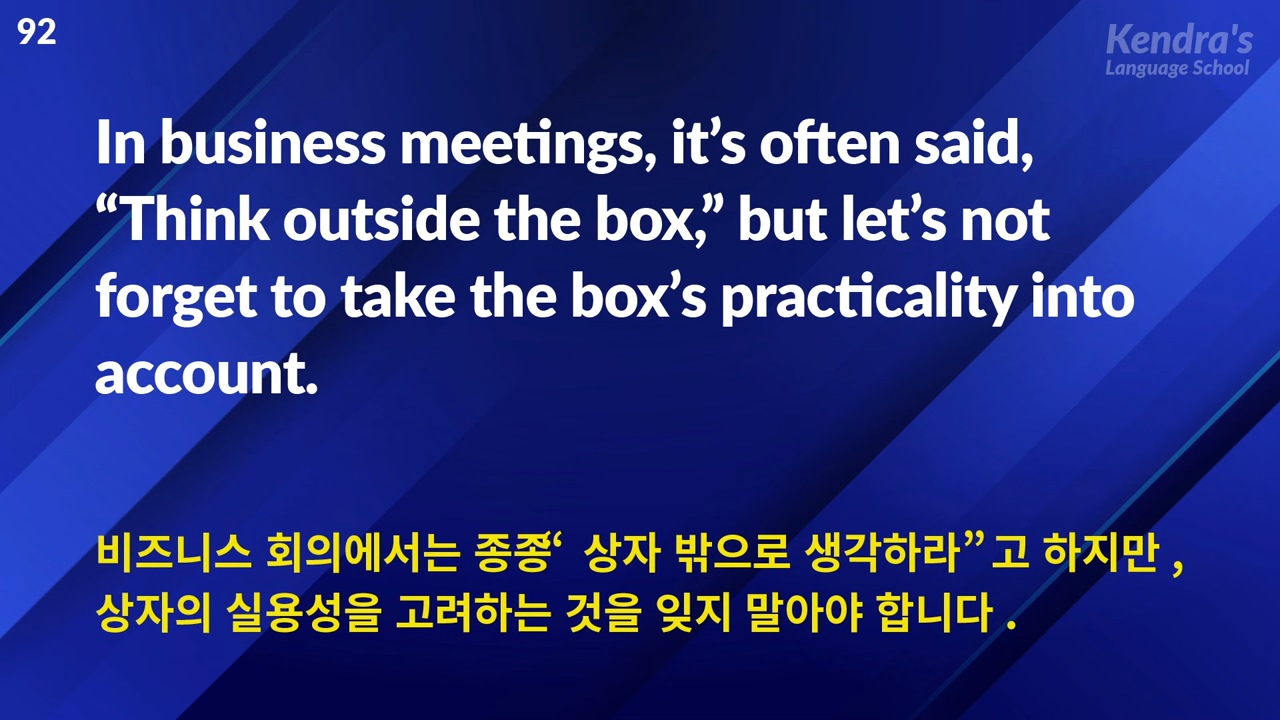 92
Kendra's
Language School
In business meetings, it’s often said,
“Think outside the box,” but let’s not
forget to take the box’s practicality into
account.
비즈니스 회의에서는 종종“ 상자 밖으로 생각하라”고 하지만 ,
상자의 실용성을 고려하는 것을 잊지 말아야 합니다 .